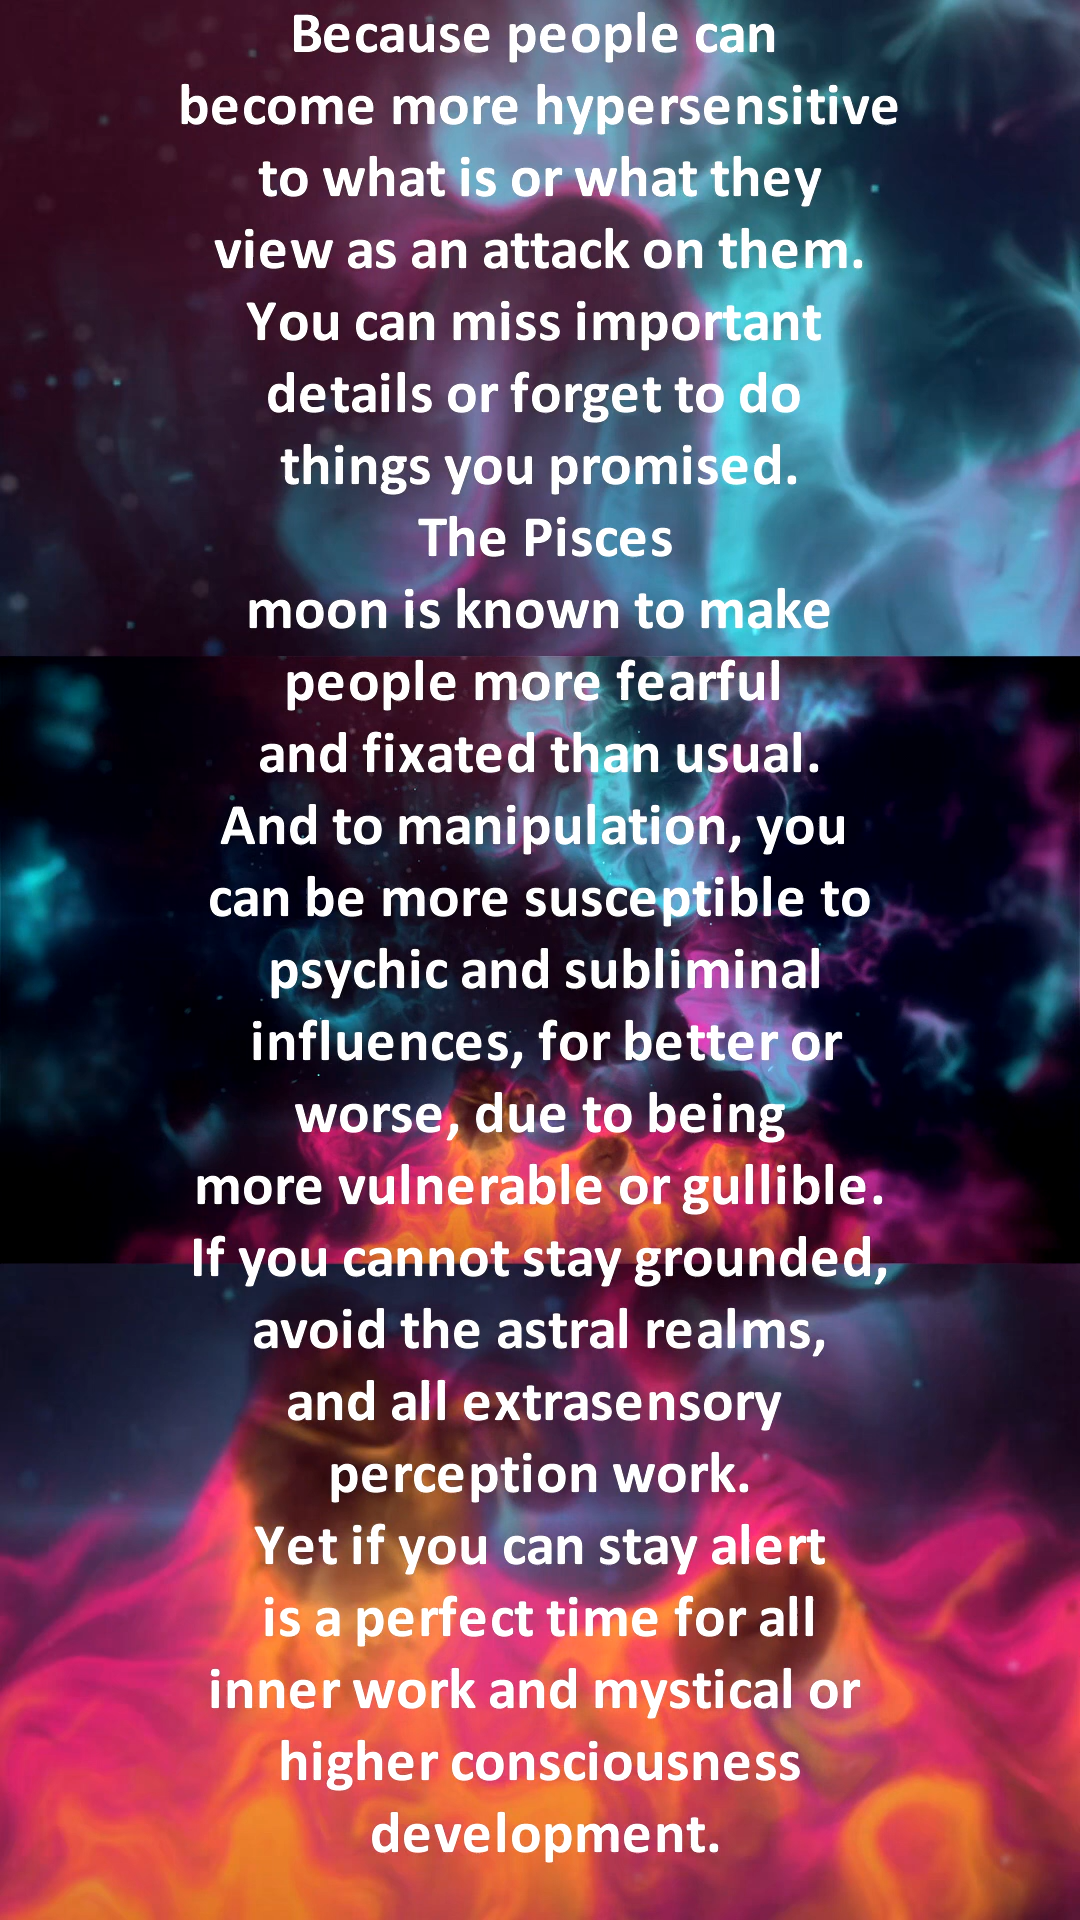 Because people can
become more hypersensitive
to what is or what they
view as an attack on them.
You can miss important
details or forget to do
things you promised.
The Pisces
moon is known to make
people more fearful
and fixated than usual.
And to manipulation, you
can be more susceptible to
psychic and subliminal
influences, for better or
worse, due to being
more vulnerable or gullible.
If you cannot stay grounded,
avoid the astral realms,
and all extrasensory
perception work.
Yet if you can stay alert
is a perfect time for all
inner work and mystical or
higher consciousness
development.